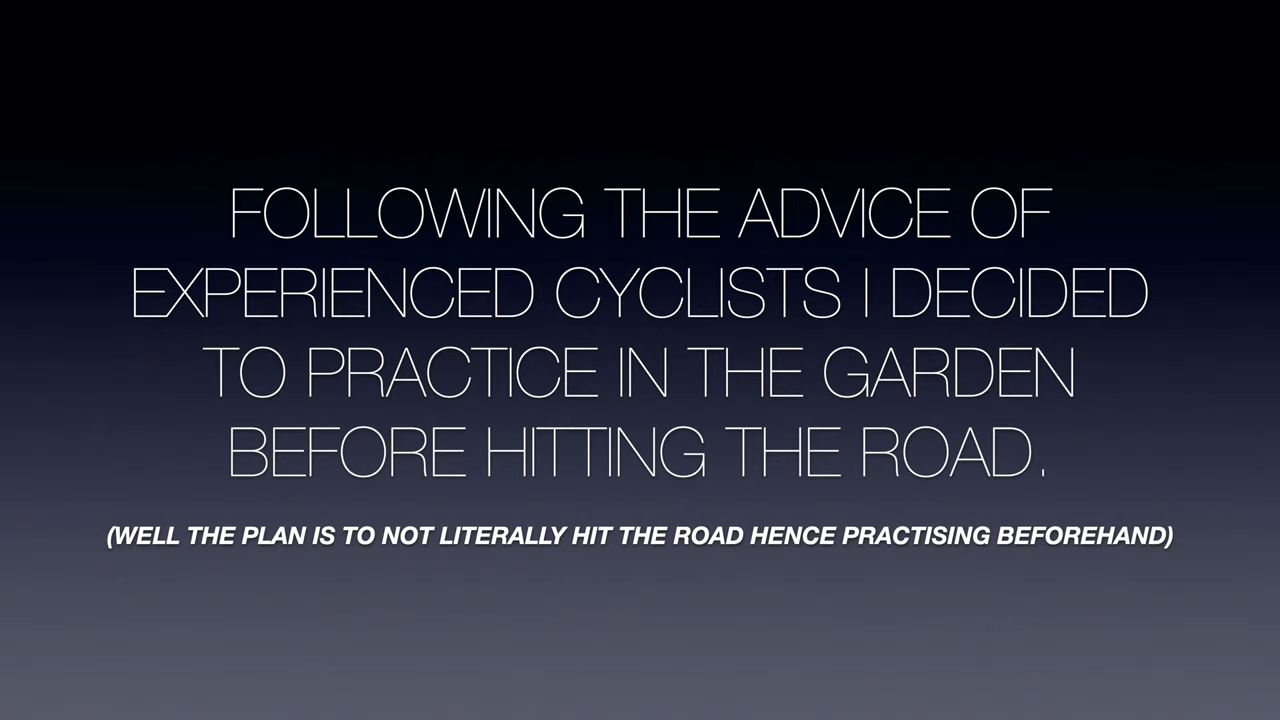 FOLLOWING THE ADVICE OF
EXPERIENCED CYCLISTS I DECIDED
TO PRACTICE IN THE GARDEN
BEFORE HITTING THE ROAD.
(WELL THE PLAN IS TO NOT LITERALLY HIT THE ROAD HENCE PRACTISING BEFOREHAND)